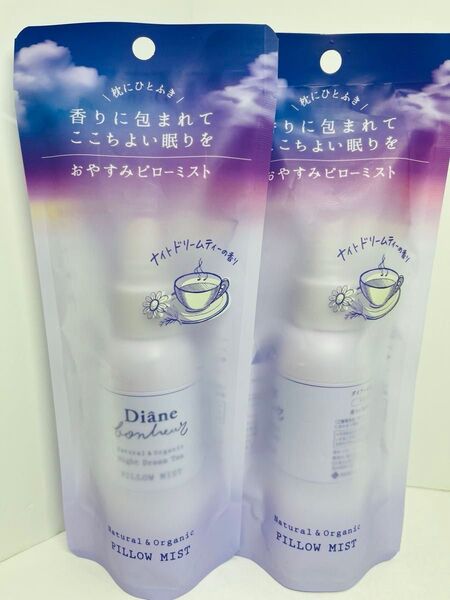 枕にひとふき
香りに包まれて
ここちよい眠りを
おやすみピローミスト
ナイトドリームティーの香り
Diâne
bonheur
Natural & Organic
Night Dream Tea
PILLOW MIST
Natural & Organic
PILLOW MIST
枕にひとふき
香りに包まれて
ここちよい眠りを
おやすみピローミスト
ナイトドリームティーの香り
Natural & Organic
PILLOW MIST